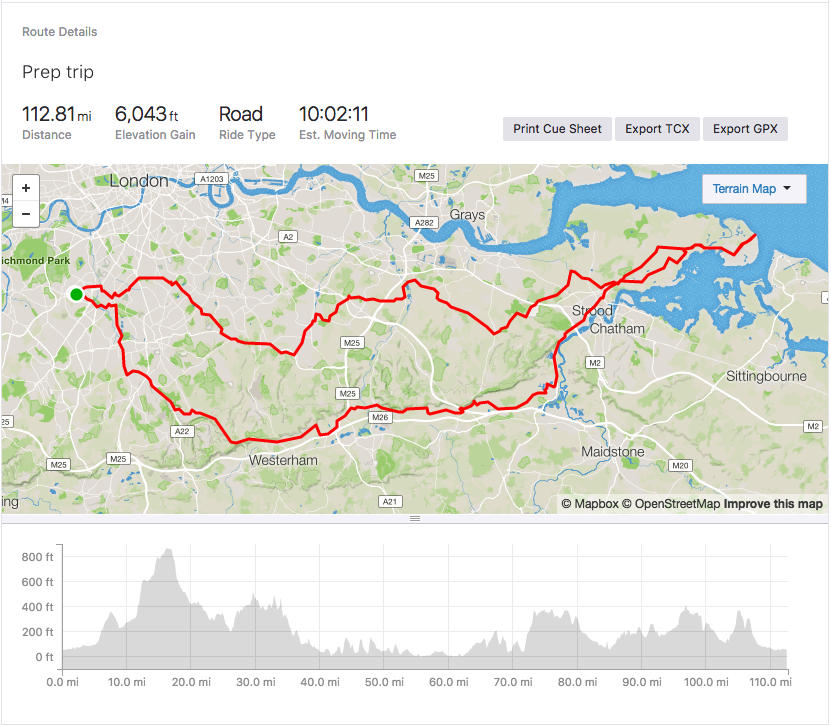 Route Details
Prep trip
112.81 mi 6,043 ft Road 10:02:11
Distance Elevation Gain Ride Type Est. Moving Time
Print Cue Sheet Export TCX Export GPX
+
−
Terrain Map
London
A1203
M25
A282
Grays
A2
Richmond Park
Strood
Chatham
M25
M2
Sittingbourne
M25
M26
A22
M2
M25
M25
Westerham
Maidstone
M20
A21
© Mapbox © OpenStreetMap Improve this map
800 ft
600 ft
400 ft
200 ft
0 ft
0.0 mi 10.0 mi 20.0 mi 30.0 mi 40.0 mi 50.0 mi 60.0 mi 70.0 mi 80.0 mi 90.0 mi 100.0 mi 110.0 mi